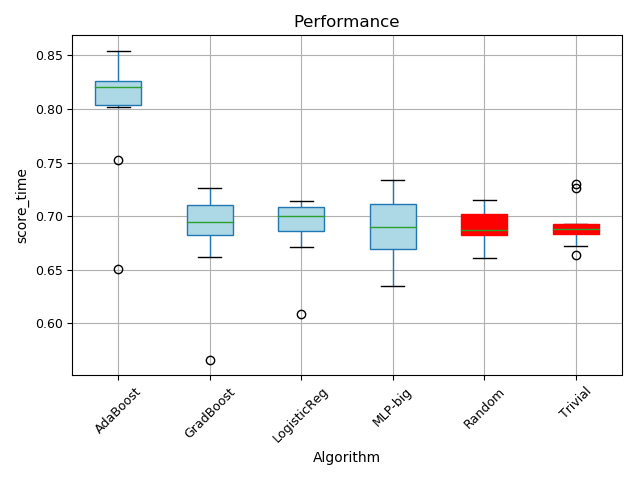 Performance
score_time
0.85
0.80
0.75
0.70
0.65
0.60
AdaBoost
GradBoost
LogisticReg
MLP-big
Random
Trivial
Algorithm